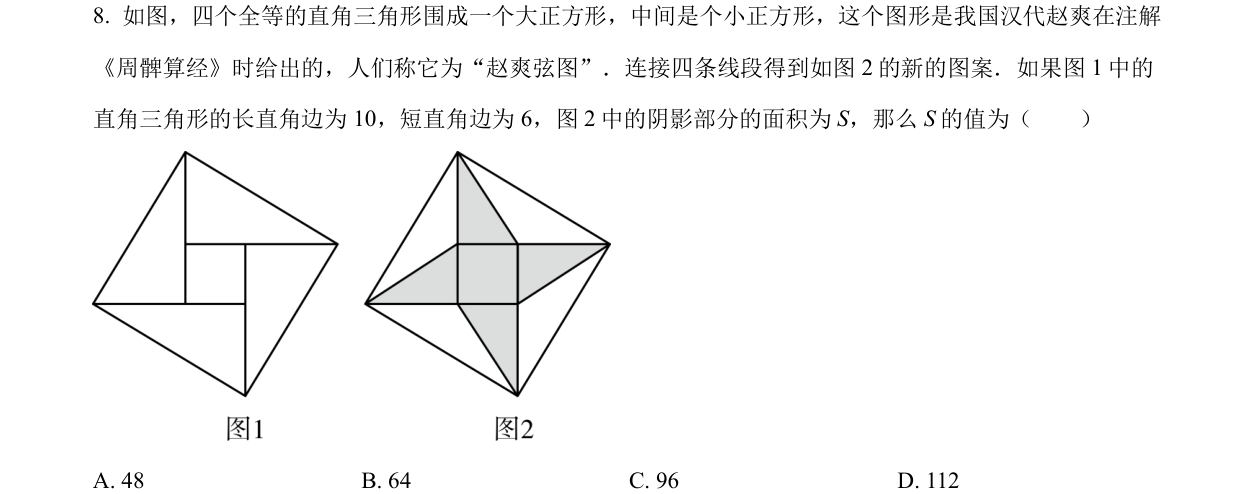 8. 如图，四个全等的直角三角形围成一个大正方形，中间是个小正方形，这个图形是我国汉代赵爽在注解
《周髀算经》时给出的，人们称它为“赵爽弦图”．连接四条线段得到如图 2 的新的图案．如果图 1 中的
直角三角形的长直角边为 10，短直角边为 6，图 2 中的阴影部分的面积为 S，那么 S 的值为（　　）
图1 图2
A. 48 B. 64 C. 96 D. 112